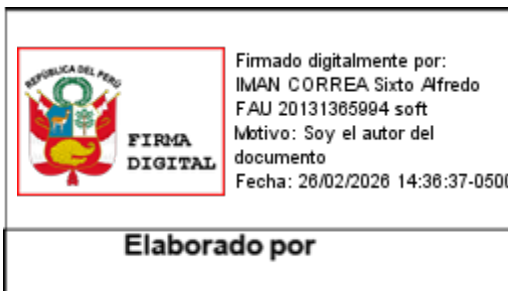 REPÚBLICA DEL PERÚ
FIRMA
DIGITAL
Firmado digitalmente por:
IMAN CORREA Sixto Alfredo
FAU 20131365994 soft
Motivo: Soy el autor del
documento
Fecha: 26/02/2026 14:36:37-0500
Elaborado por